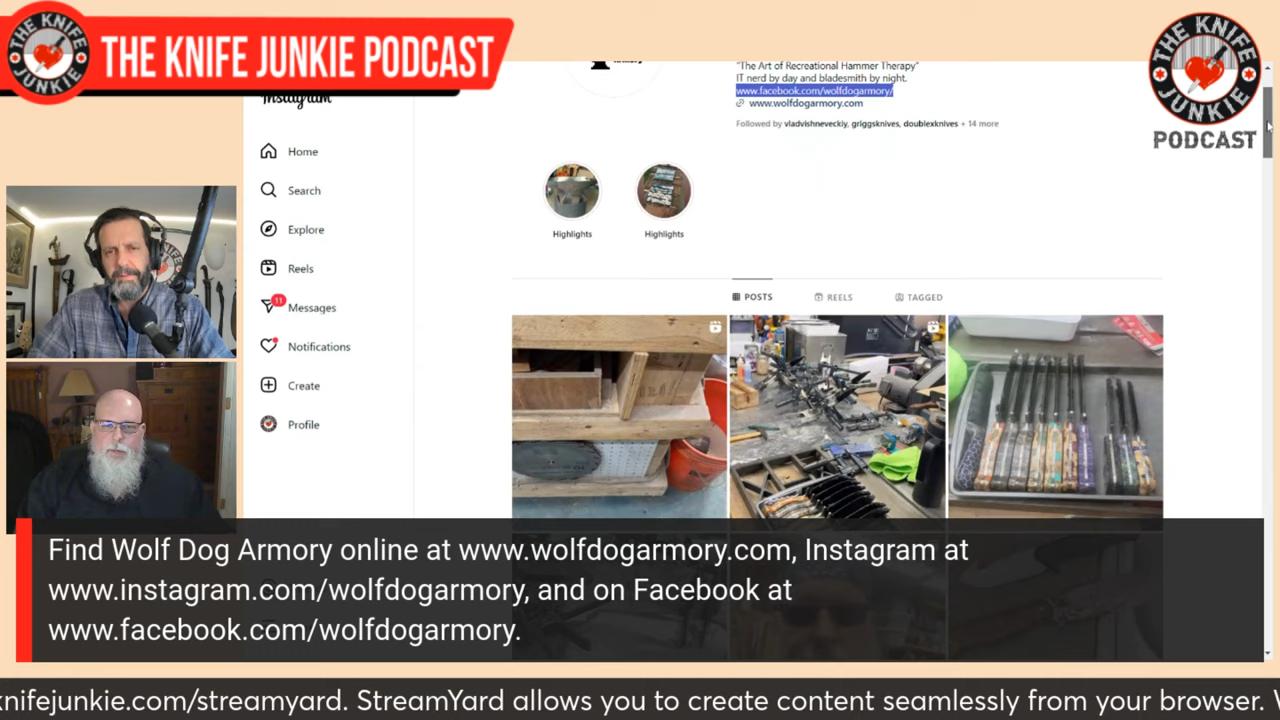 THE KNIFE JUNKIE
THE KNIFE JUNKIE PODCAST
THE KNIFE JUNKIE
PODCAST
Instagram
Home
Search
Explore
Reels
11
Messages
Notifications
Create
Profile
"The Art of Recreational Hammer Therapy"
IT nerd by day and bladesmith by night.
www.facebook.com/wolfdogarmory/
www.wolfdogarmory.com
Followed by vladvishneveckiy, griggsknives, doublexknives + 14 more
Highlights Highlights
POSTS REELS TAGGED
Find Wolf Dog Armory online at www.wolfdogarmory.com, Instagram at
www.instagram.com/wolfdogarmory, and on Facebook at
www.facebook.com/wolfdogarmory.
knifejunkie.com/streamyard. StreamYard allows you to create content seamlessly from your browser. W